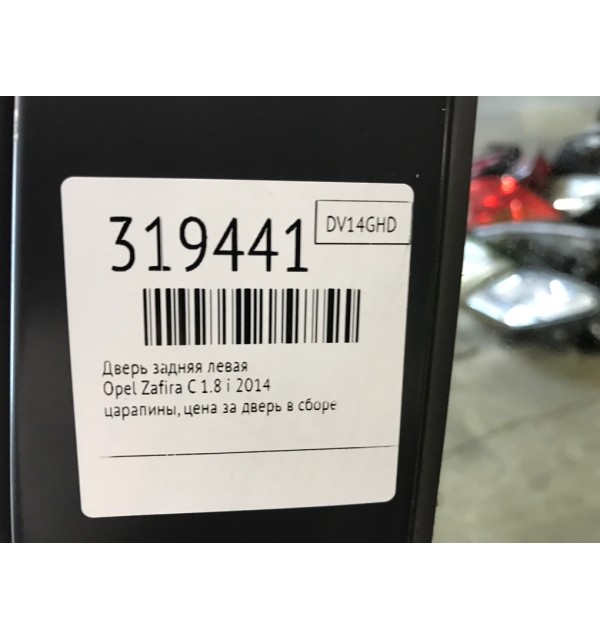 319441
DV14GHD
Дверь задняя левая
Opel Zafira C 1.8 i 2014
царапины, цена за дверь в сборе